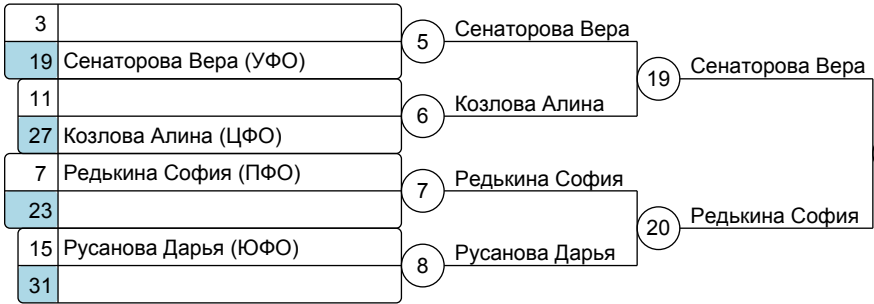 3
5
Сенаторова Вера
19 Сенаторова Вера (УФО)
19
Сенаторова Вера
11
6
Козлова Алина
27 Козлова Алина (ЦФО)
7 Редькина София (ПФО)
7
Редькина София
23
20
Редькина София
15 Русанова Дарья (ЮФО)
8
Русанова Дарья
31